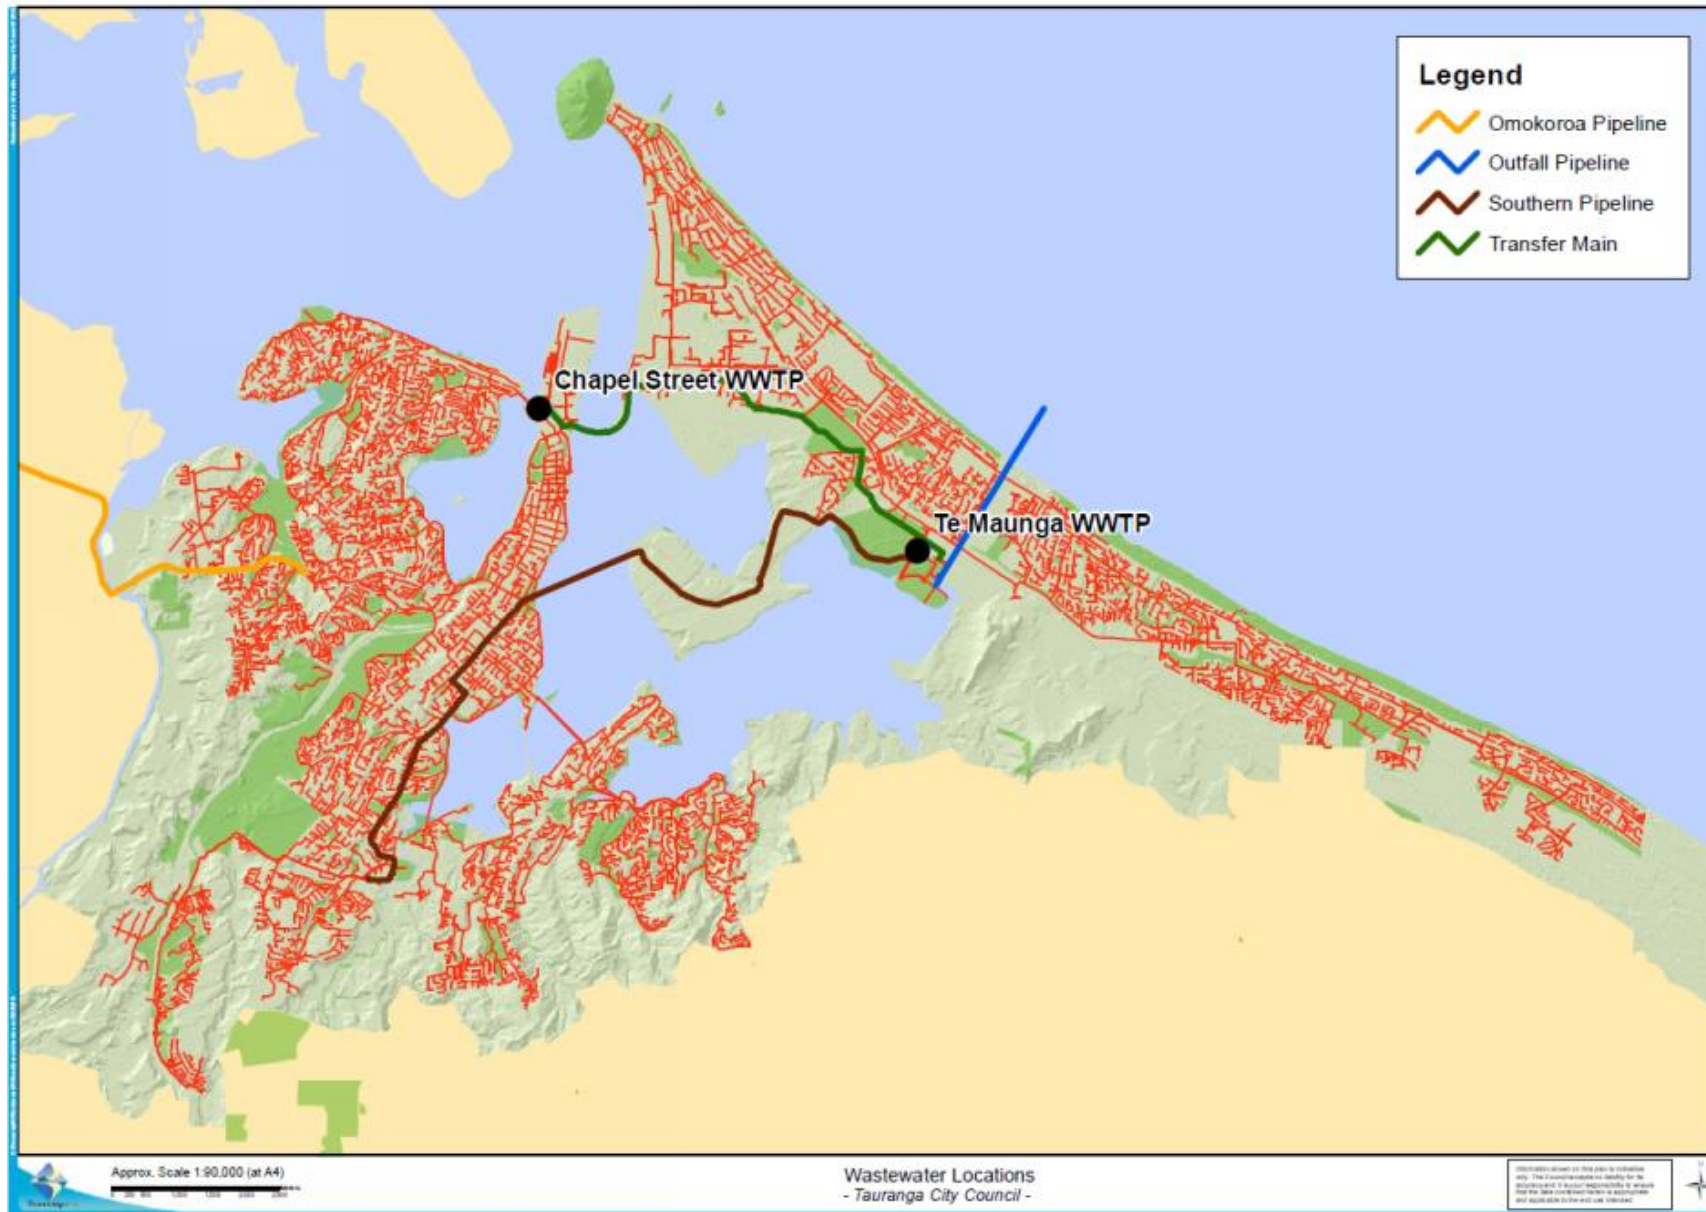 Legend
Omokoroa Pipeline
Outfall Pipeline
Southern Pipeline
Transfer Main
Chapel Street WWTP
Te Maunga WWTP
Approx. Scale 1:90,000 (at A4)
Wastewater Locations
- Tauranga City Council -